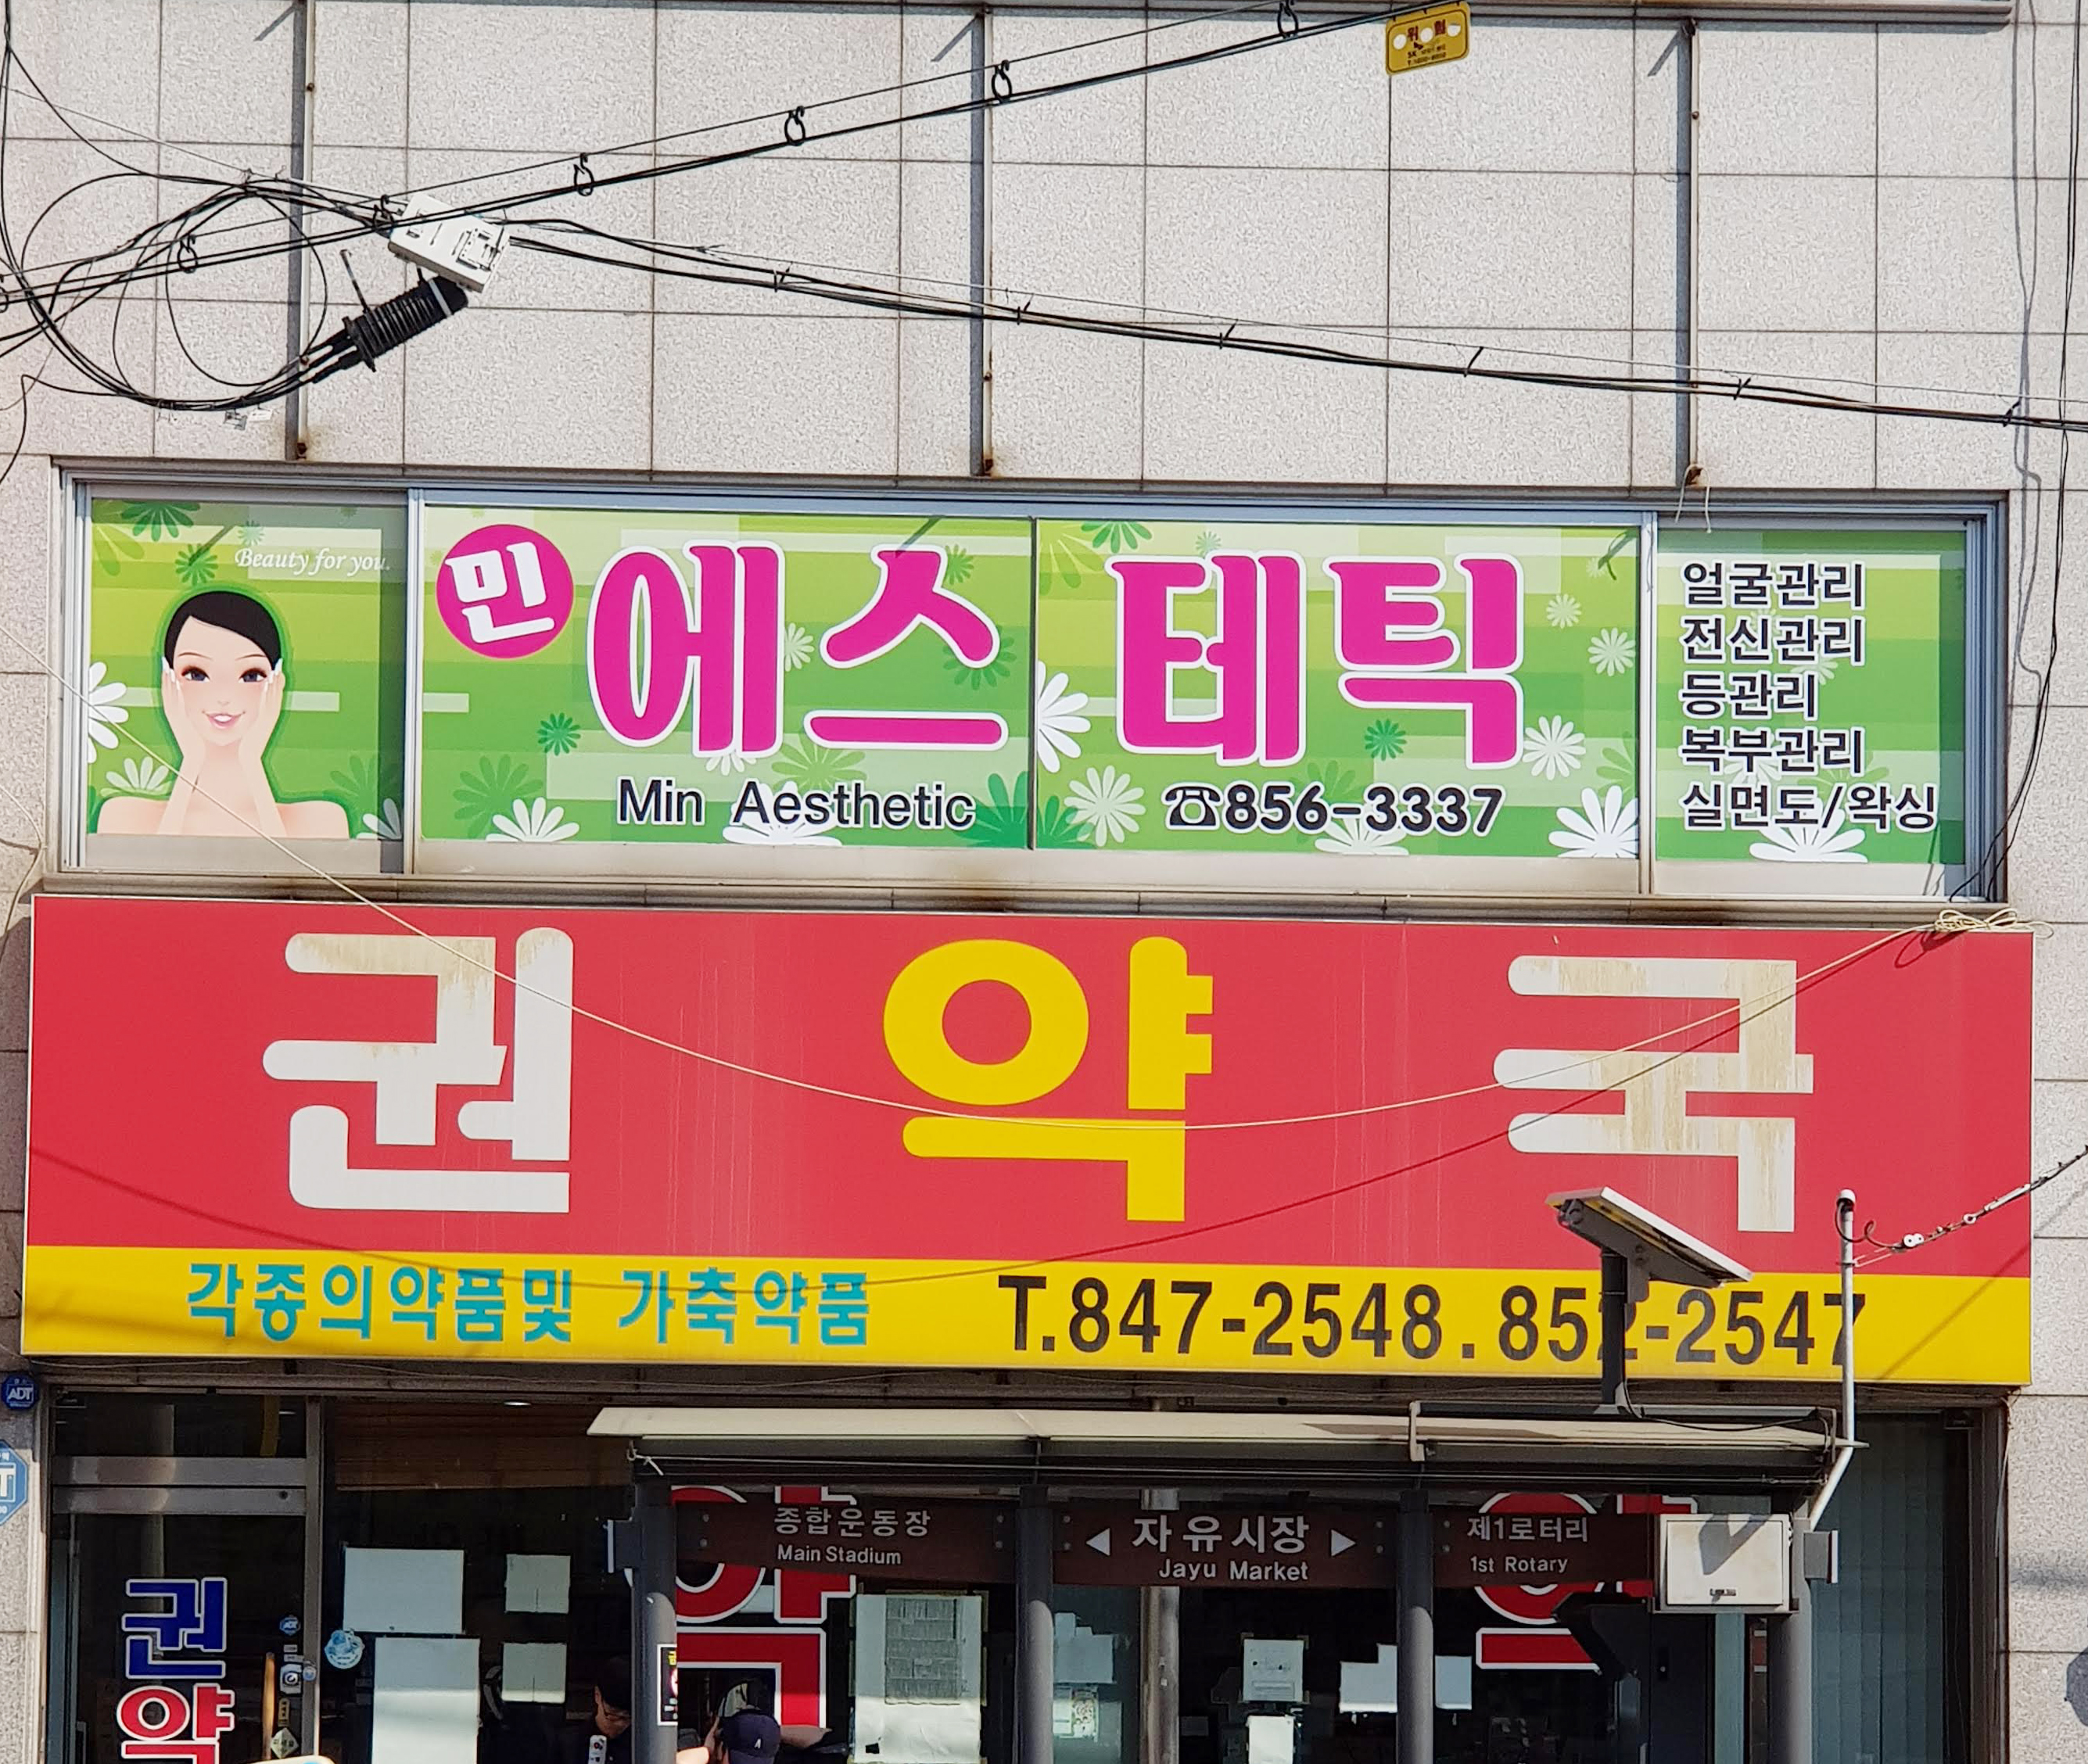 Beauty for you.
민 에스테틱
Min Aesthetic
☎856-3337
얼굴관리
전신관리
등관리
복부관리
실면도/왁싱
권 약 국
각종의약품및 가축약품
T.847-2548 . 852-2547
ADT
종합운동장
Main Stadium
◀ 자유시장 ▶
Jayu Market
제1로터리
1st Rotary
권약